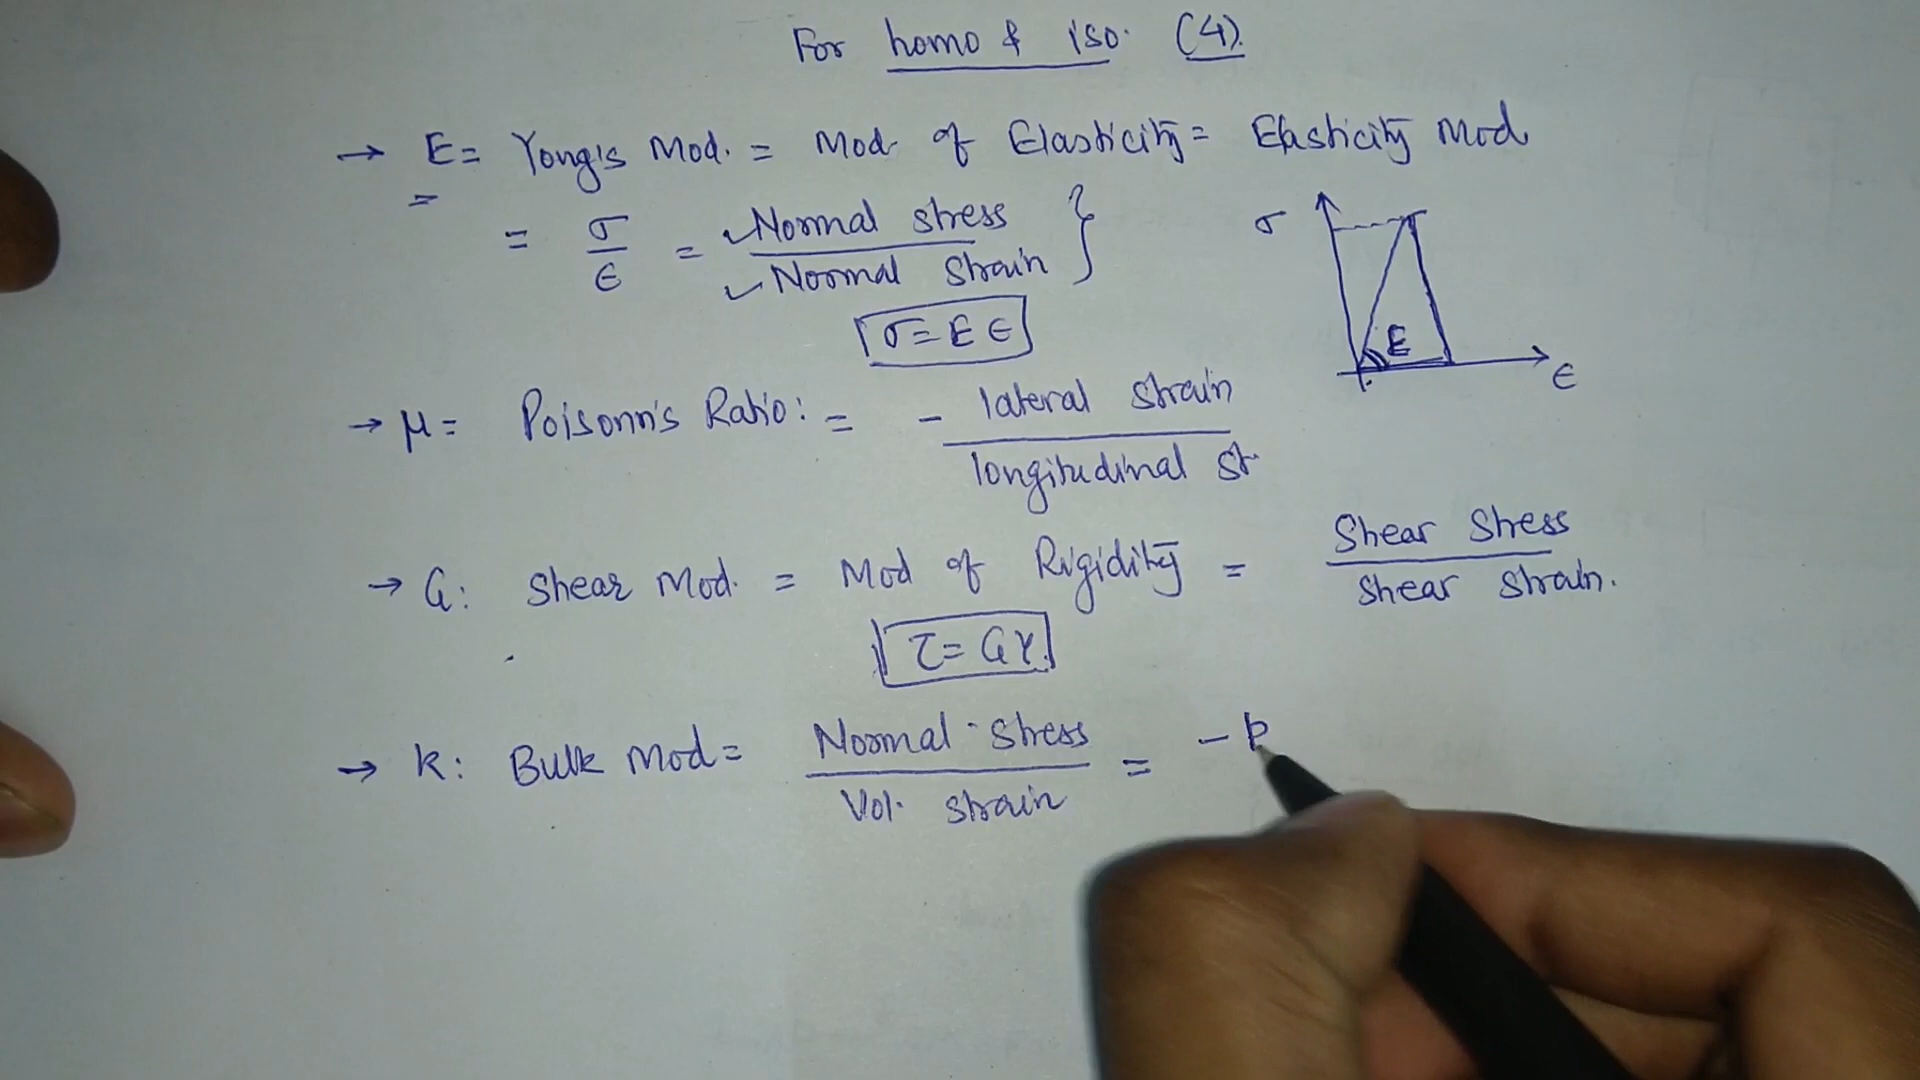 For homo & iso. (4).
→ E = Yong's Mod. = Mod. of Elasticity = Elasticity Mod
=
= σ/ϵ = Normal stress / Normal Strain }
σ = E ϵ
σ
E
ϵ
→ μ = Poisonn's Ratio: = - lateral strain / longitudinal st.
→ G: Shear Mod. = Mod of Rigidity = Shear Stress / Shear Strain.
τ = Gγ.
→ K: Bulk Mod = Normal Stress / Vol. Strain = - P